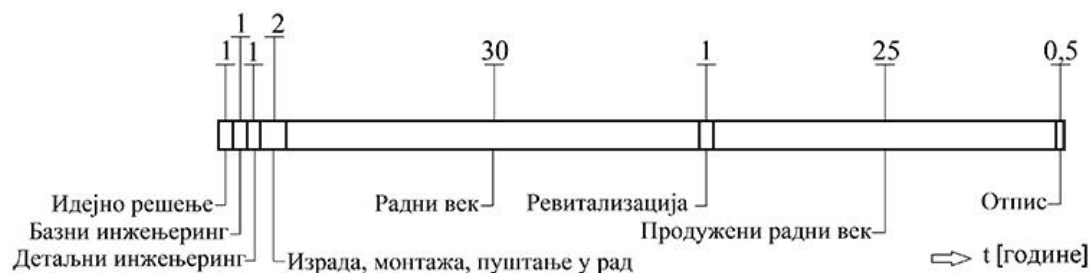 1 1 1 2 30 1 25 0,5
Идејно решење
Базни инжењеринг
Детаљни инжењеринг
Израда, монтажа, пуштање у рад
Радни век
Ревитализација
Продужени радни век
Отпис
t [године]